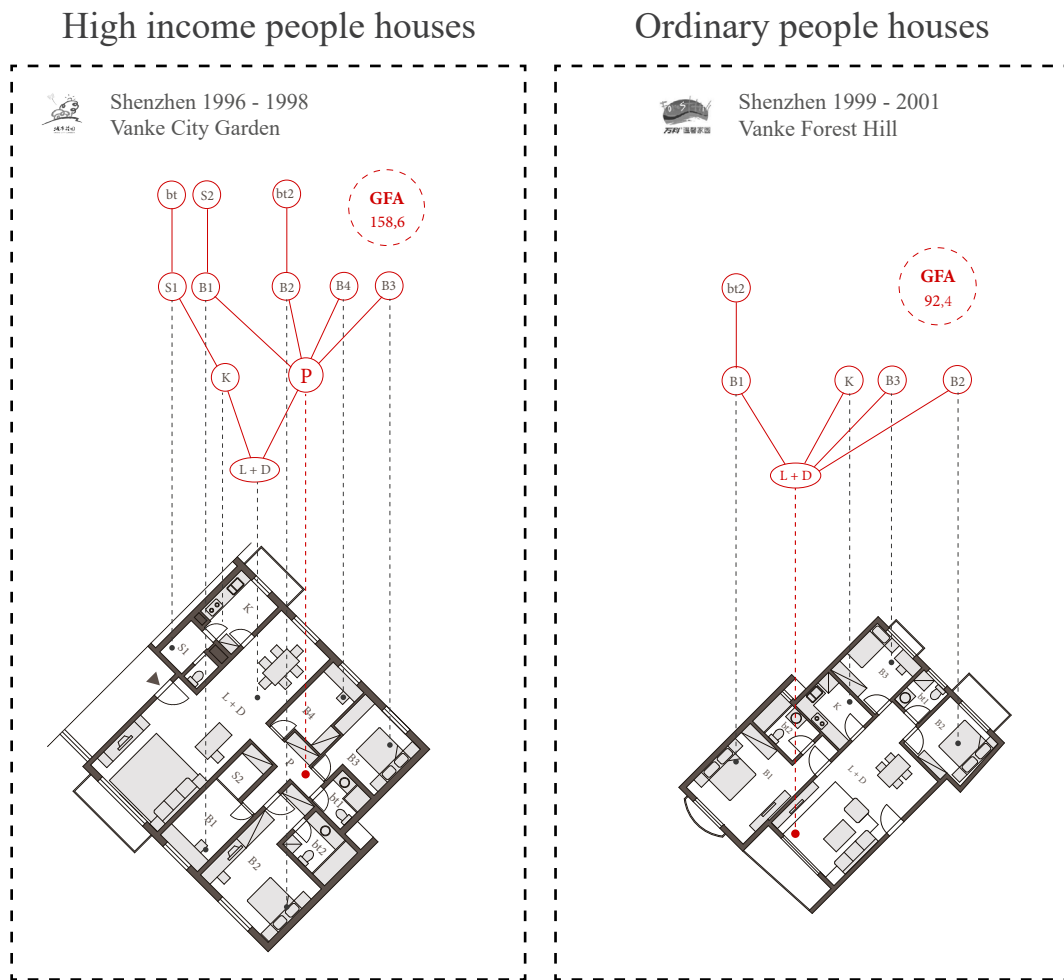 High income people houses
Shenzhen 1996 - 1998
Vanke City Garden
bt
S2
bt2
GFA
158,6
S1
B1
B2
B4
B3
K
P
L + D
K
S1
L + D
B4
B3
P
S2
bt1
B1
bt2
B2
Ordinary people houses
Shenzhen 1999 - 2001
Vanke Forest Hill
bt2
GFA
92,4
B1
K
B3
B2
L + D
B3
bt1
K
B2
bt2
B1
L + D